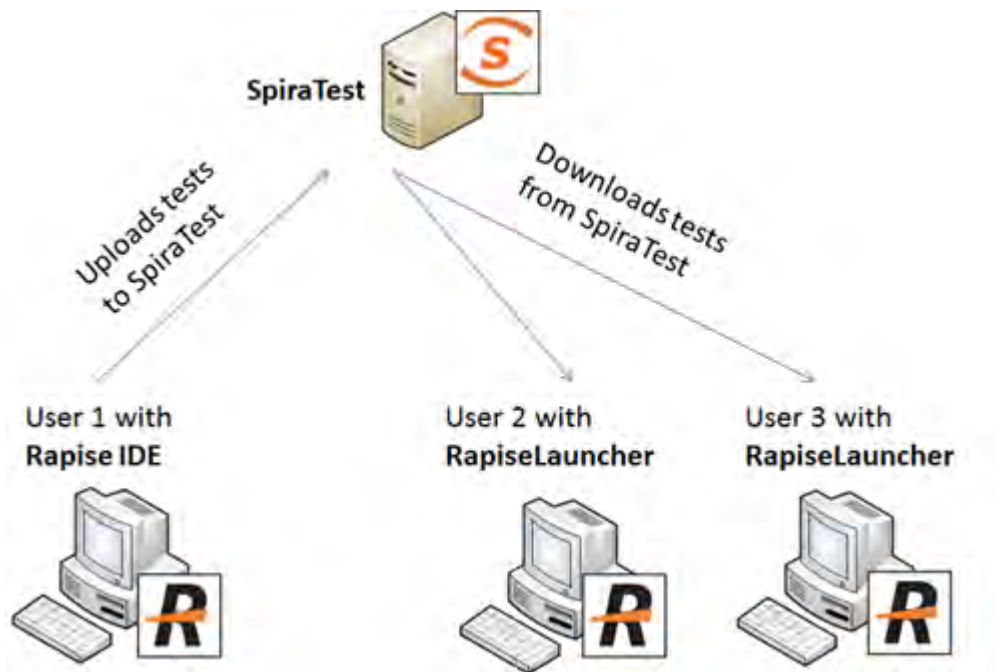 SpiraTest
S
Uploads tests
to SpiraTest
Downloads tests
from SpiraTest
User 1 with
Rapise IDE
User 2 with
RapiseLauncher
User 3 with
RapiseLauncher
R
R
R